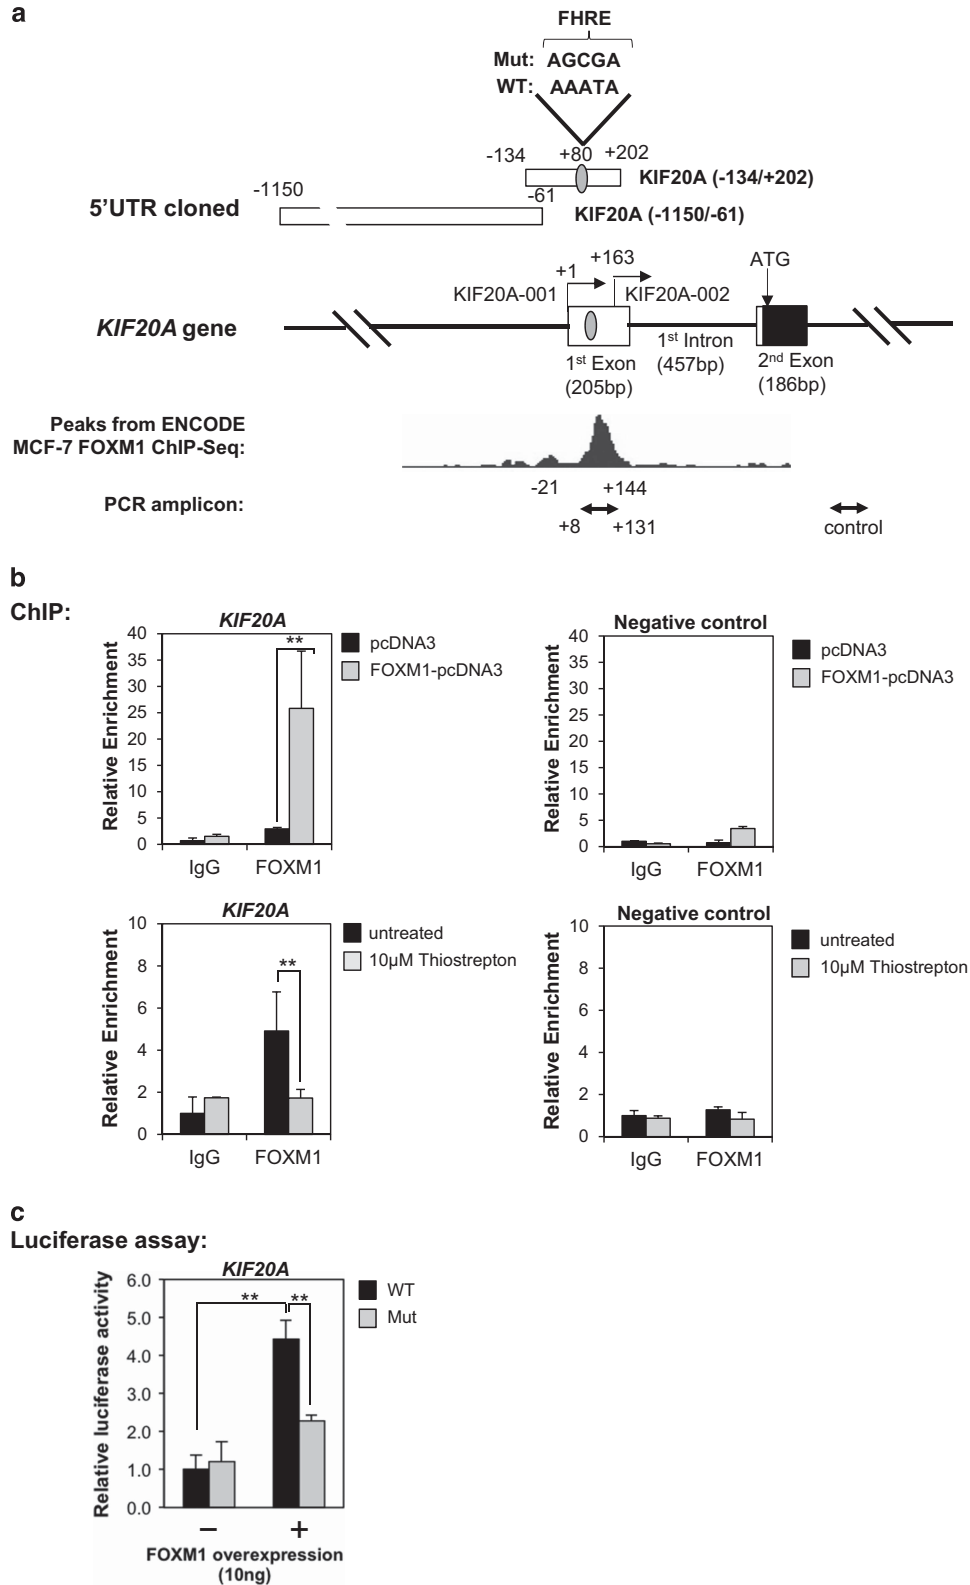 a
FHRE
Mut: AGCGA
WT: AAATA
-134 +80 +202
KIF20A (-134/+202)
-1150 -61
5'UTR cloned
KIF20A (-1150/-61)
+1 +163 ATG
KIF20A-001 KIF20A-002
KIF20A gene
1st Exon
(205bp)
1st Intron
(457bp)
2nd Exon
(186bp)
Peaks from ENCODE
MCF-7 FOXM1 ChIP-Seq:
-21 +144
PCR amplicon:
+8 +131 control
b
ChIP:
KIF20A
Relative Enrichment
40
35
30
25
20
15
10
5
0
**
pcDNA3
FOXM1-pcDNA3
IgG FOXM1
Negative control
Relative Enrichment
40
35
30
25
20
15
10
5
0
pcDNA3
FOXM1-pcDNA3
IgG FOXM1
KIF20A
Relative Enrichment
10
8
6
4
2
0
**
untreated
10µM Thiostrepton
IgG FOXM1
Negative control
Relative Enrichment
10
8
6
4
2
0
untreated
10µM Thiostrepton
IgG FOXM1
c
Luciferase assay:
KIF20A
Relative luciferase activity
6.0
5.0
4.0
3.0
2.0
1.0
0.0
** **
WT
Mut
− +
FOXM1 overexpression
(10ng)